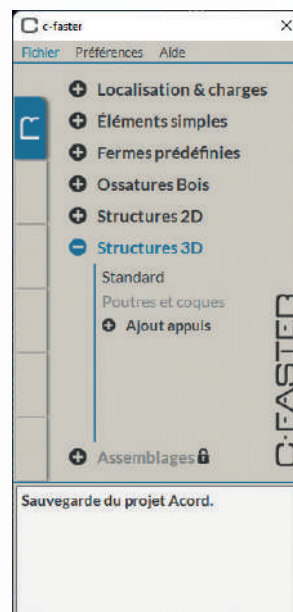 c-faster
Fichier Préférences Aide
Localisation & charges
Éléments simples
Fermes prédéfinies
Ossatures Bois
Structures 2D
Structures 3D
Standard
Poutres et coques
Ajout appuis
Assemblages
C-FASTER
Sauvegarde du projet Acord.